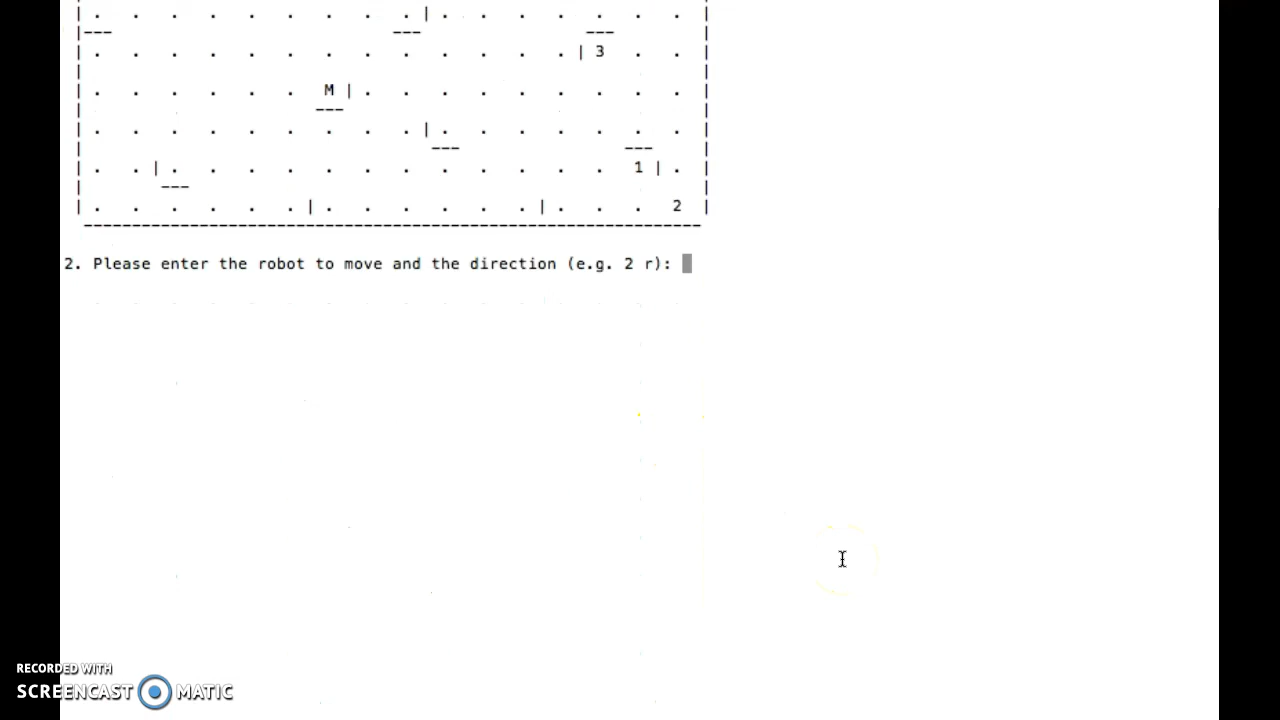 |.   .   .   .   .   .   .   .   . |.   .   .   .   .   .   .  |
|---                             ---                 ---        |
|.   .   .   .   .   .   .   .   .   .   .   .   . | 3   .   .  |
|                                                               |
|.   .   .   .   .   .   M | .   .   .   .   .   .   .   .   .  |
|                       ---                                     |
|.   .   .   .   .   .   .   .   . |.   .   .   .   .   .   .  |
|                                    ---                 ---    |
|.   . |.   .   .   .   .   .   .   .   .   .   .   .   1 | .  |
|       ---                                                     |
|.   .   .   .   .   . |.   .   .   .   .   . |.   .   .   2  |
----------------------------------------------------------------
2. Please enter the robot to move and the direction (e.g. 2 r):
RECORDED WITH
SCREENCAST MATIC